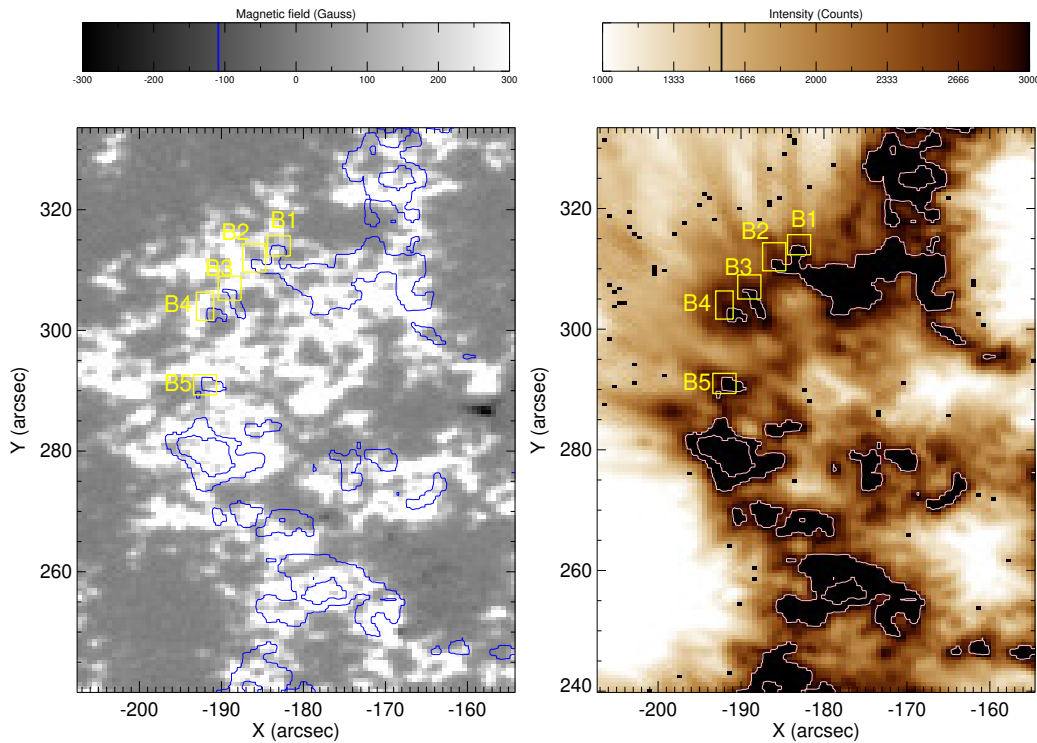 Magnetic field (Gauss)
-300 -200 -100 0 100 200 300
Intensity (Counts)
1000 1333 1666 2000 2333 2666 3000
320
300
280
260
Y (arcsec)
B1
B2
B3
B4
B5
-200 -190 -180 -170 -160
X (arcsec)
320
300
280
260
240
Y (arcsec)
B1
B2
B3
B4
B5
-200 -190 -180 -170 -160
X (arcsec)